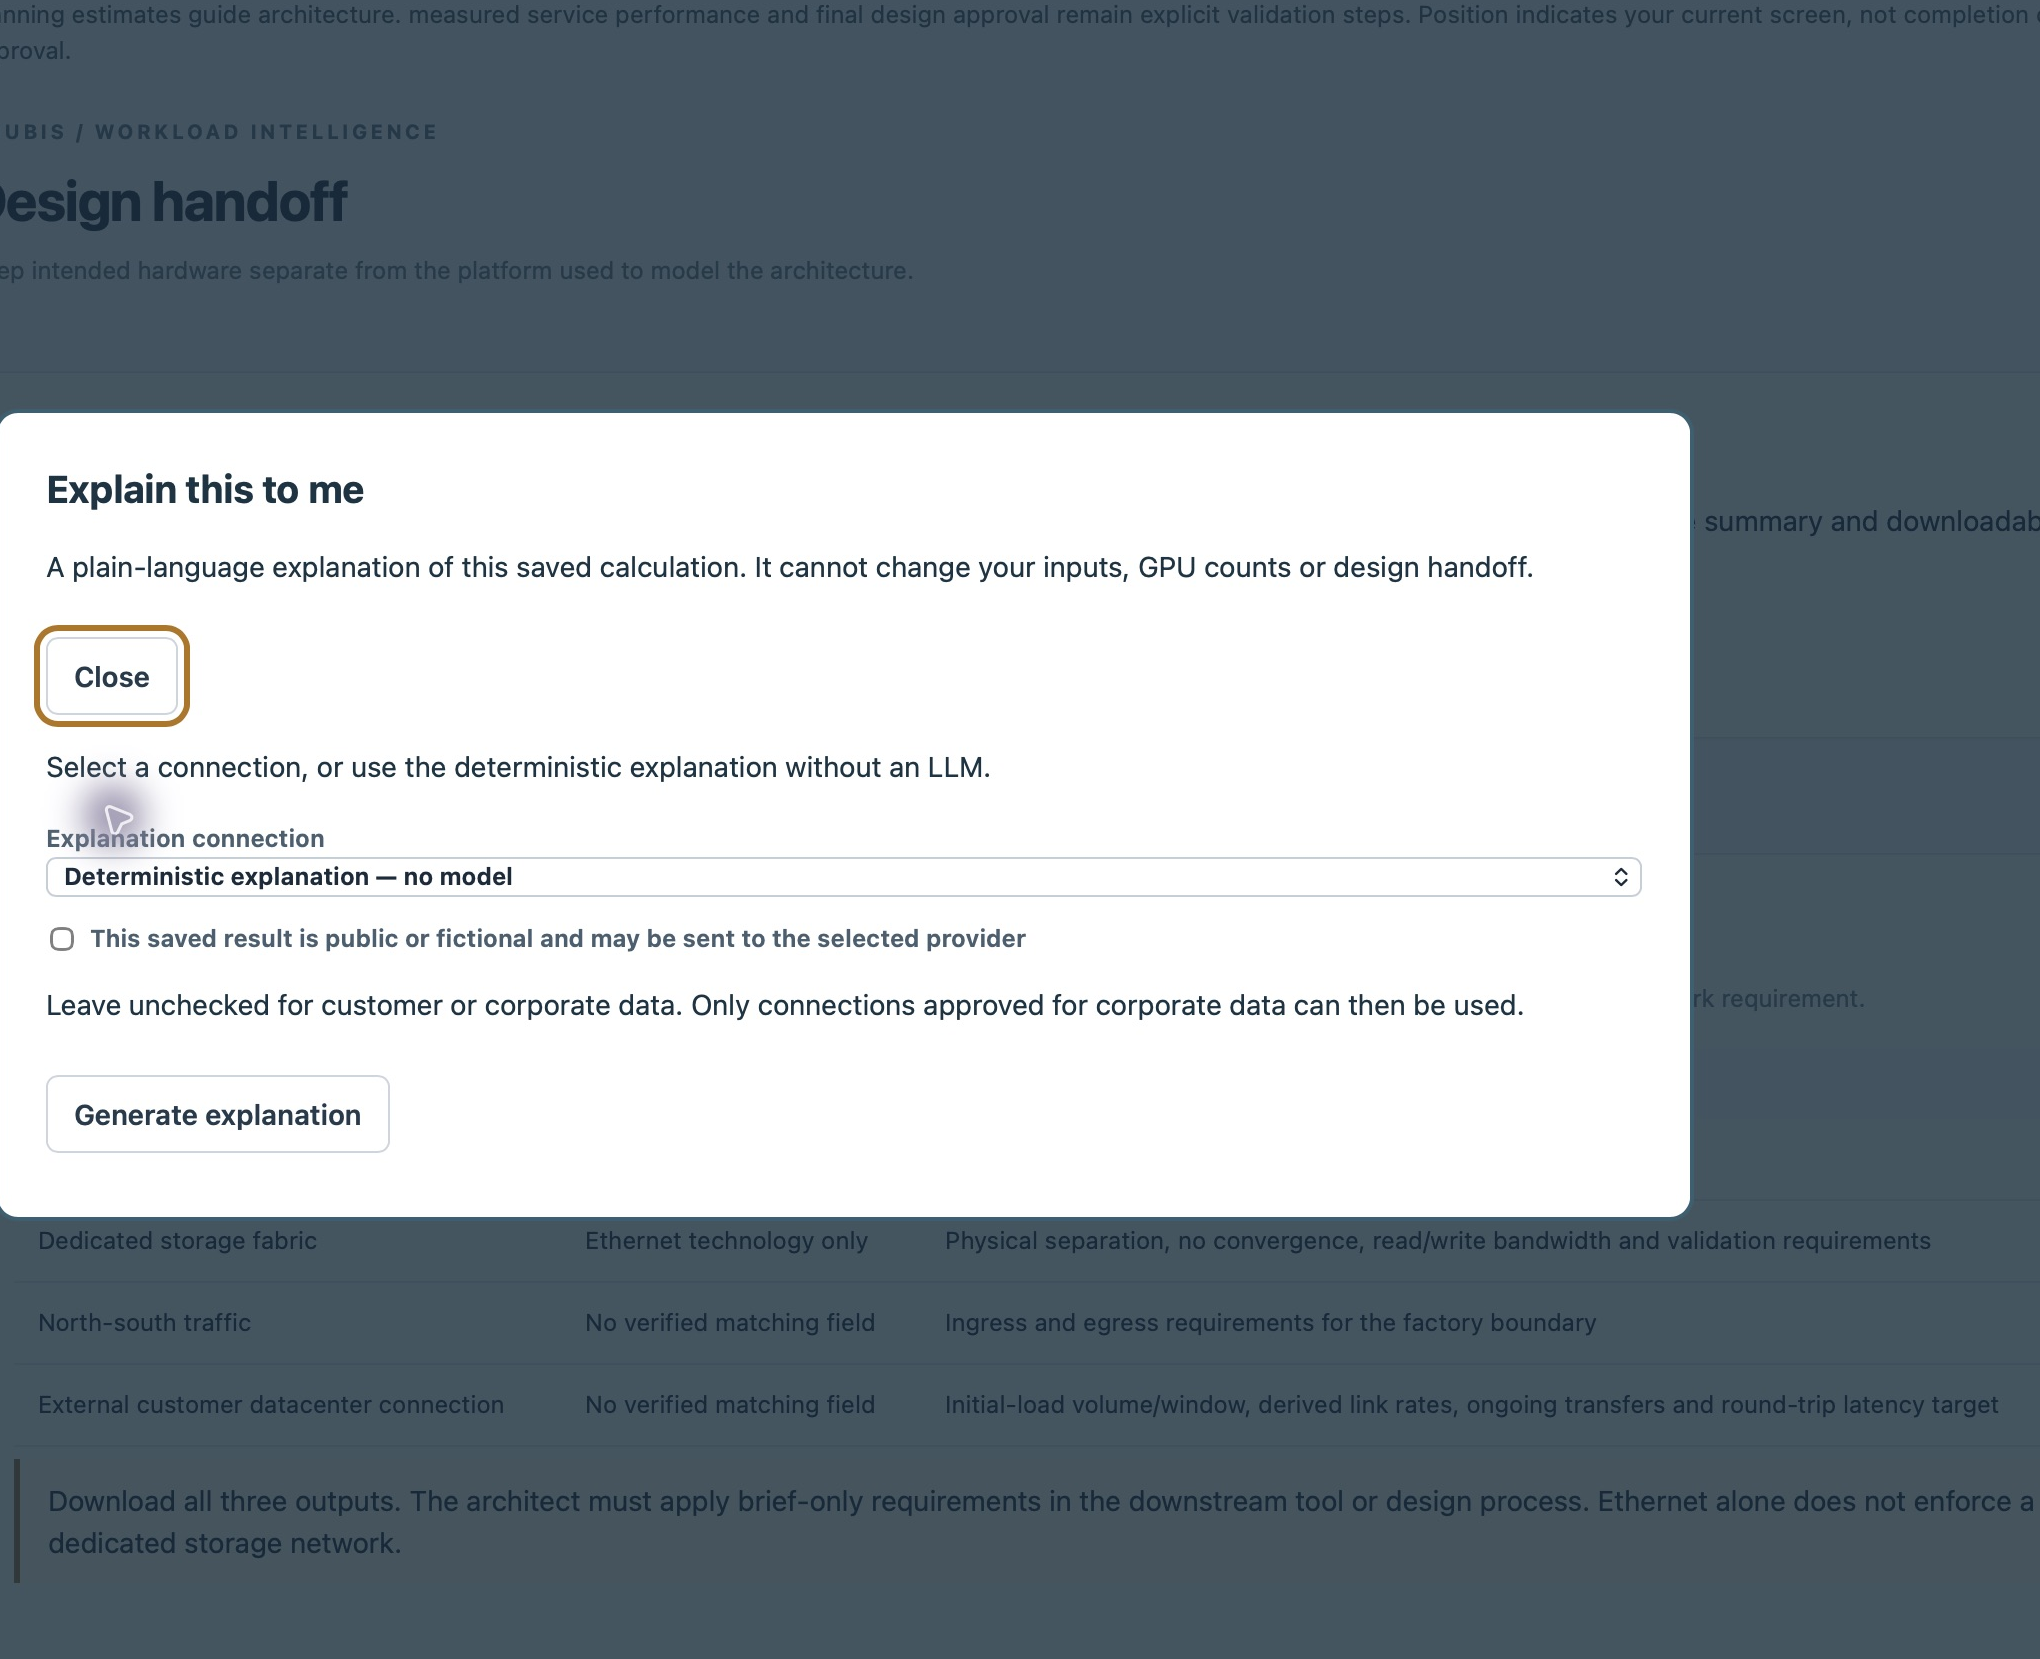 nning estimates guide architecture. measured service performance and final design approval remain explicit validation steps. Position indicates your current screen, not completion
proval.
UBIS / WORKLOAD INTELLIGENCE
Design handoff
ep intended hardware separate from the platform used to model the architecture.
Explain this to me
A plain-language explanation of this saved calculation. It cannot change your inputs, GPU counts or design handoff.
summary and downloadab
Close
Select a connection, or use the deterministic explanation without an LLM.
Explanation connection
Deterministic explanation — no model
This saved result is public or fictional and may be sent to the selected provider
Leave unchecked for customer or corporate data. Only connections approved for corporate data can then be used.
rk requirement.
Generate explanation
Dedicated storage fabric
Ethernet technology only
Physical separation, no convergence, read/write bandwidth and validation requirements
North-south traffic
No verified matching field
Ingress and egress requirements for the factory boundary
External customer datacenter connection
No verified matching field
Initial-load volume/window, derived link rates, ongoing transfers and round-trip latency target
Download all three outputs. The architect must apply brief-only requirements in the downstream tool or design process. Ethernet alone does not enforce a
dedicated storage network.